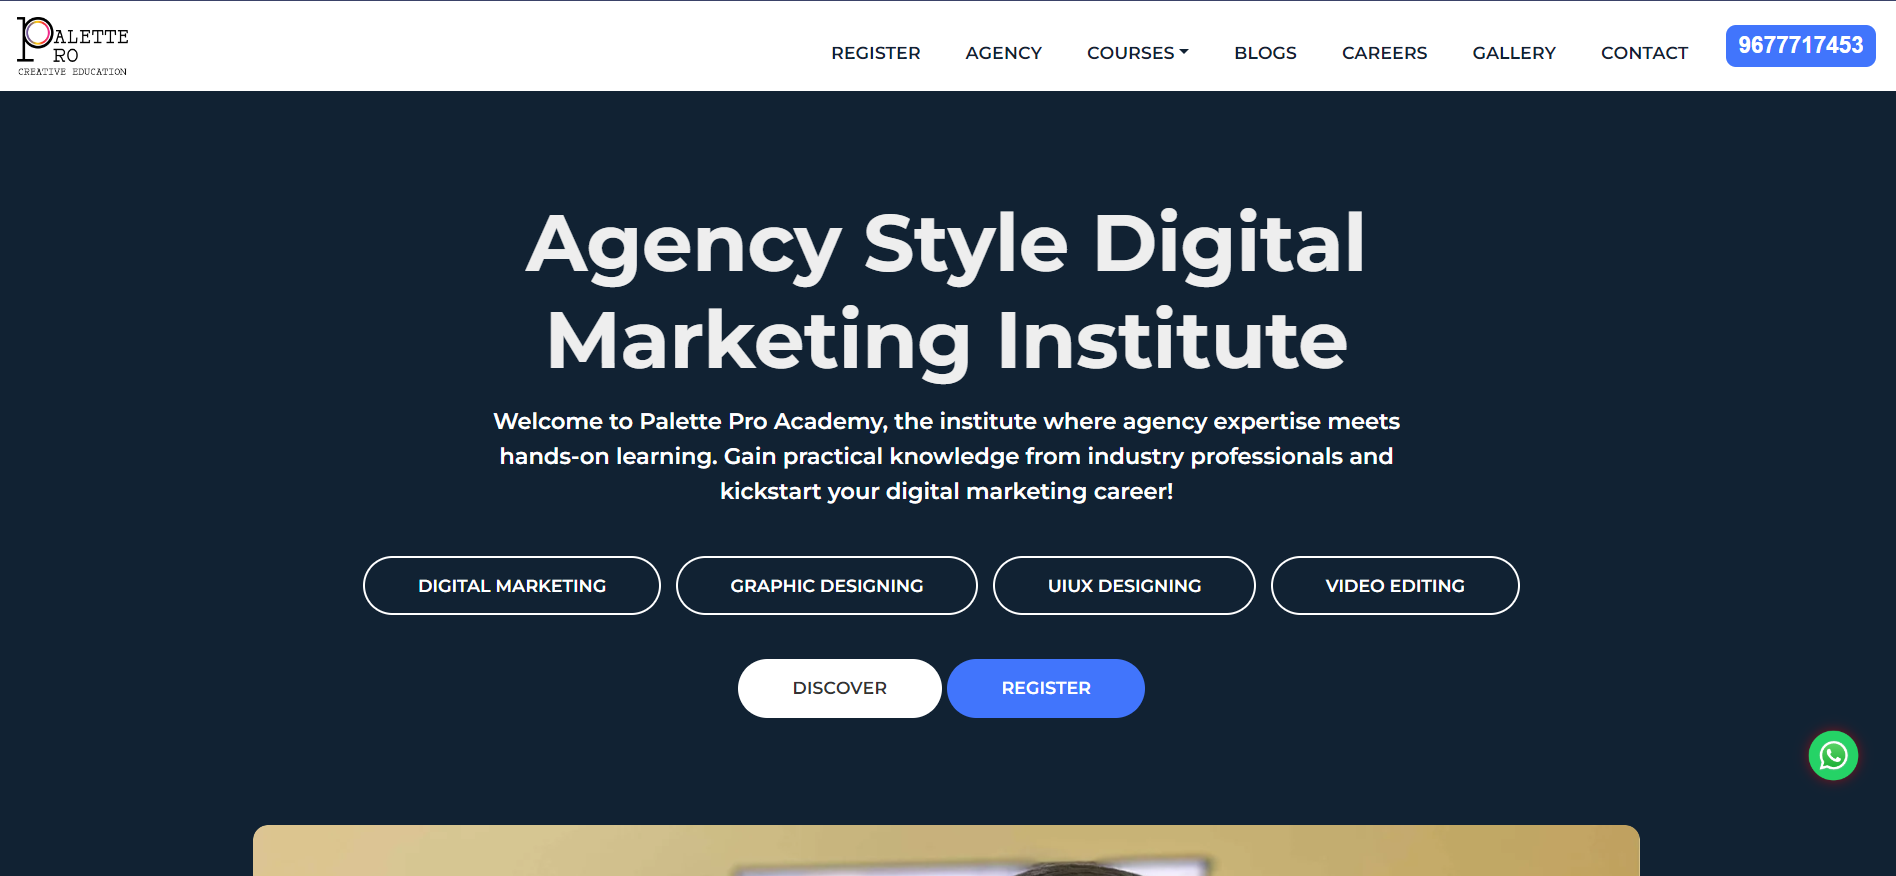 PALETTE
PRO
CREATIVE EDUCATION
REGISTER AGENCY COURSES BLOGS CAREERS GALLERY CONTACT 9677717453
Agency Style Digital
Marketing Institute
Welcome to Palette Pro Academy, the institute where agency expertise meets
hands-on learning. Gain practical knowledge from industry professionals and
kickstart your digital marketing career!
DIGITAL MARKETING GRAPHIC DESIGNING UIUX DESIGNING VIDEO EDITING
DISCOVER REGISTER